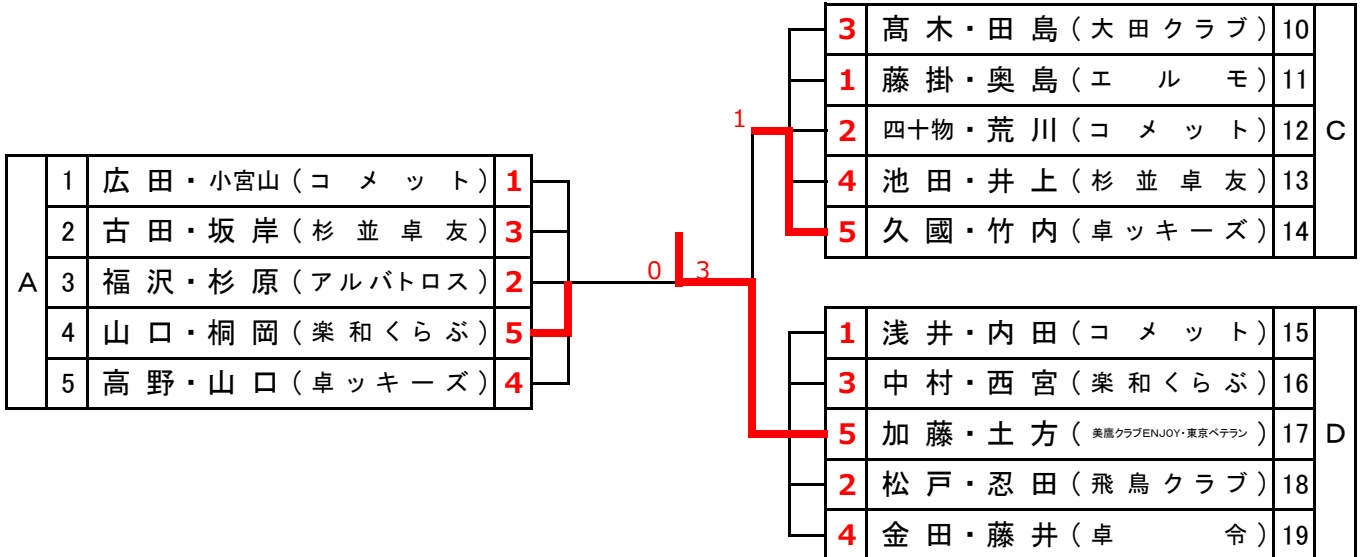 A
1 広田・小宮山(コメット) 1
2 古田・坂岸(杉並卓友) 3
3 福沢・杉原(アルバトロス) 2
4 山口・桐岡(楽和くらぶ) 5
5 高野・山口(卓ッキーズ) 4
0 3
1
3 髙木・田島(大田クラブ) 10
1 藤掛・奥島(エルモ) 11
2 四十物・荒川(コメット) 12
4 池田・井上(杉並卓友) 13
5 久國・竹内(卓ッキーズ) 14
C
1 浅井・内田(コメット) 15
3 中村・西宮(楽和くらぶ) 16
5 加藤・土方(美鷹クラブENJOY・東京ベテラン) 17
2 松戸・忍田(飛鳥クラブ) 18
4 金田・藤井(卓令) 19
D